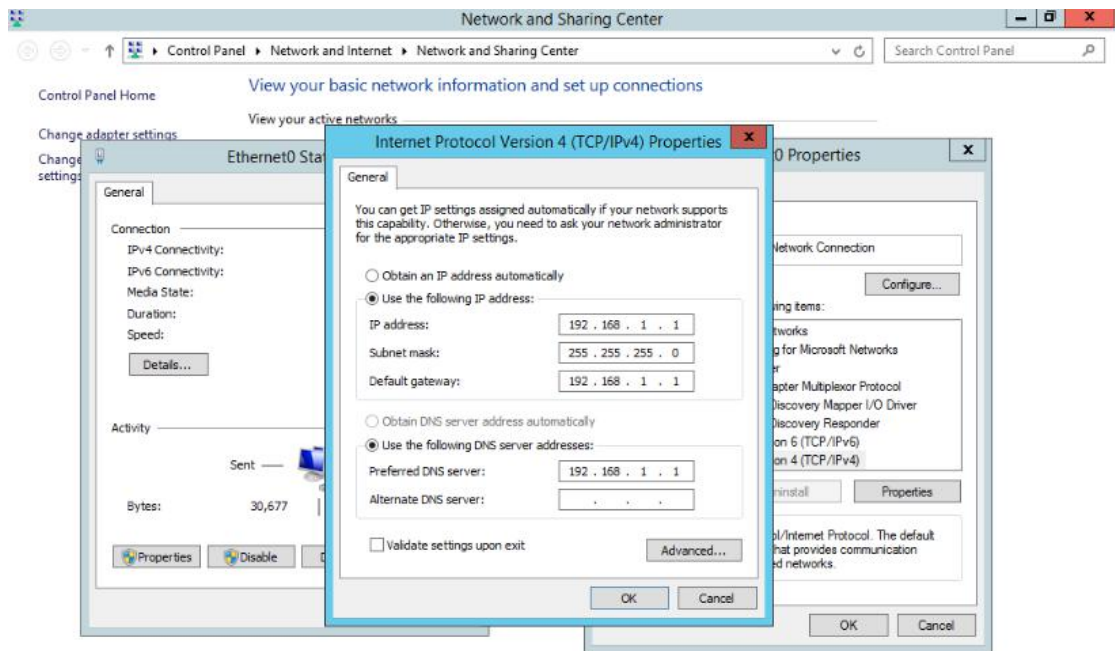 Network and Sharing Center
Control Panel Network and Internet Network and Sharing Center
Search Control Panel
Control Panel Home
View your basic network information and set up connections
View your active networks
Change adapter settings
Change
settings
Ethernet0 Sta
General
Connection
IPv4 Connectivity:
IPv6 Connectivity:
Media State:
Duration:
Speed:
Details...
Activity
Sent
Bytes:
30,677
Properties
Disable
Internet Protocol Version 4 (TCP/IPv4) Properties
General
You can get IP settings assigned automatically if your network supports
this capability. Otherwise, you need to ask your network administrator
for the appropriate IP settings.
Obtain an IP address automatically
Use the following IP address:
IP address: 192 . 168 . 1 . 1
Subnet mask: 255 . 255 . 255 . 0
Default gateway: 192 . 168 . 1 . 1
Obtain DNS server address automatically
Use the following DNS server addresses:
Preferred DNS server: 192 . 168 . 1 . 1
Alternate DNS server: . . .
Validate settings upon exit
Advanced...
OK Cancel
0 Properties
Network Connection
Configure...
ving items:
tworks
g for Microsoft Networks
er
apter Multiplexor Protocol
Discovery Mapper I/O Driver
Discovery Responder
on 6 (TCP/IPv6)
on 4 (TCP/IPv4)
ninstall
Properties
ol/Internet Protocol. The default
hat provides communication
ed networks.
OK Cancel